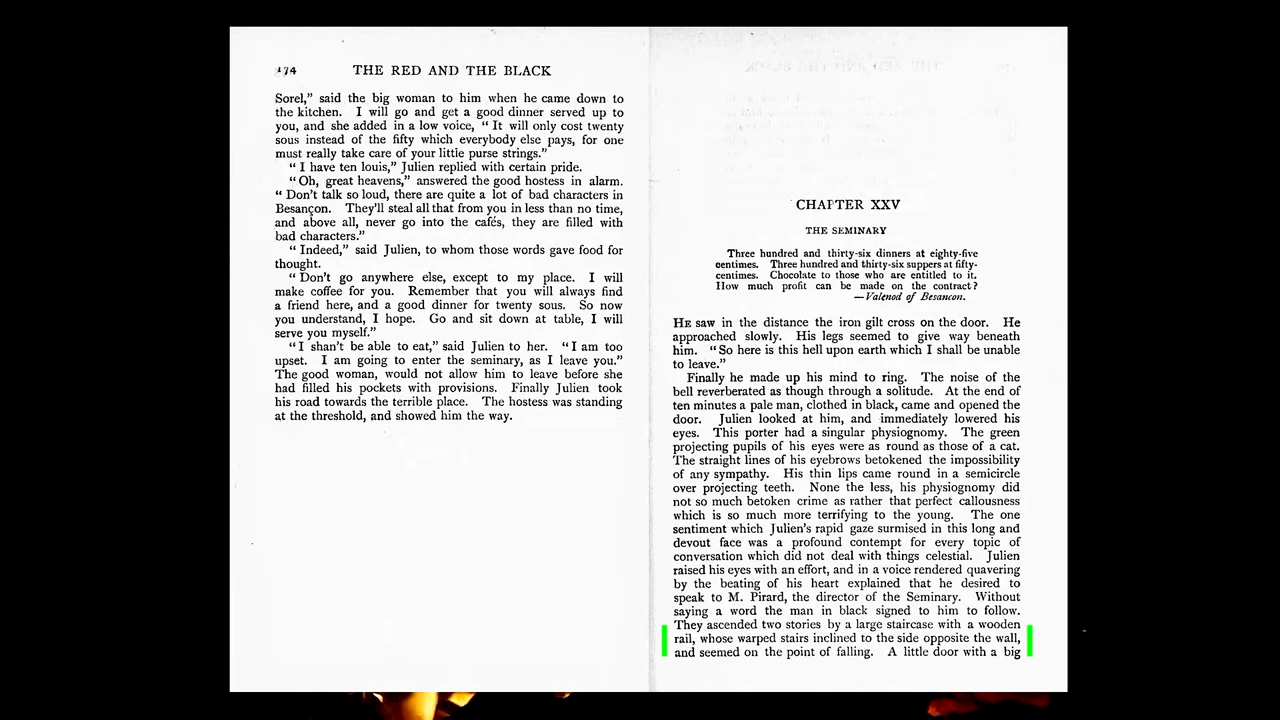 174 THE RED AND THE BLACK
Sorel,” said the big woman to him when he came down to
the kitchen. I will go and get a good dinner served up to
you, and she added in a low voice, “ It will only cost twenty
sous instead of the fifty which everybody else pays, for one
must really take care of your little purse strings.”
“ I have ten louis,” Julien replied with certain pride.
“ Oh, great heavens,” answered the good hostess in alarm.
“ Don't talk so loud, there are quite a lot of bad characters in
Besançon. They'll steal all that from you in less than no time,
and above all, never go into the cafés, they are filled with
bad characters.”
“ Indeed,” said Julien, to whom those words gave food for
thought.
“ Don't go anywhere else, except to my place. I will
make coffee for you. Remember that you will always find
a friend here, and a good dinner for twenty sous. So now
you understand, I hope. Go and sit down at table, I will
serve you myself.”
“ I shan't be able to eat,” said Julien to her. “ I am too
upset. I am going to enter the seminary, as I leave you.”
The good woman, would not allow him to leave before she
had filled his pockets with provisions. Finally Julien took
his road towards the terrible place. The hostess was standing
at the threshold, and showed him the way.
CHAPTER XXV
THE SEMINARY
Three hundred and thirty-six dinners at eighty-five
centimes. Three hundred and thirty-six suppers at fifty-
centimes. Chocolate to those who are entitled to it.
How much profit can be made on the contract?
—Valenod of Besancon.
HE saw in the distance the iron gilt cross on the door. He
approached slowly. His legs seemed to give way beneath
him. “ So here is this hell upon earth which I shall be unable
to leave.”
Finally he made up his mind to ring. The noise of the
bell reverberated as though through a solitude. At the end of
ten minutes a pale man, clothed in black, came and opened the
door. Julien looked at him, and immediately lowered his
eyes. This porter had a singular physiognomy. The green
projecting pupils of his eyes were as round as those of a cat.
The straight lines of his eyebrows betokened the impossibility
of any sympathy. His thin lips came round in a semicircle
over projecting teeth. None the less, his physiognomy did
not so much betoken crime as rather that perfect callousness
which is so much more terrifying to the young. The one
sentiment which Julien's rapid gaze surmised in this long and
devout face was a profound contempt for every topic of
conversation which did not deal with things celestial. Julien
raised his eyes with an effort, and in a voice rendered quavering
by the beating of his heart explained that he desired to
speak to M. Pirard, the director of the Seminary. Without
saying a word the man in black signed to him to follow.
They ascended two stories by a large staircase with a wooden
rail, whose warped stairs inclined to the side opposite the wall,
and seemed on the point of falling. A little door with a big